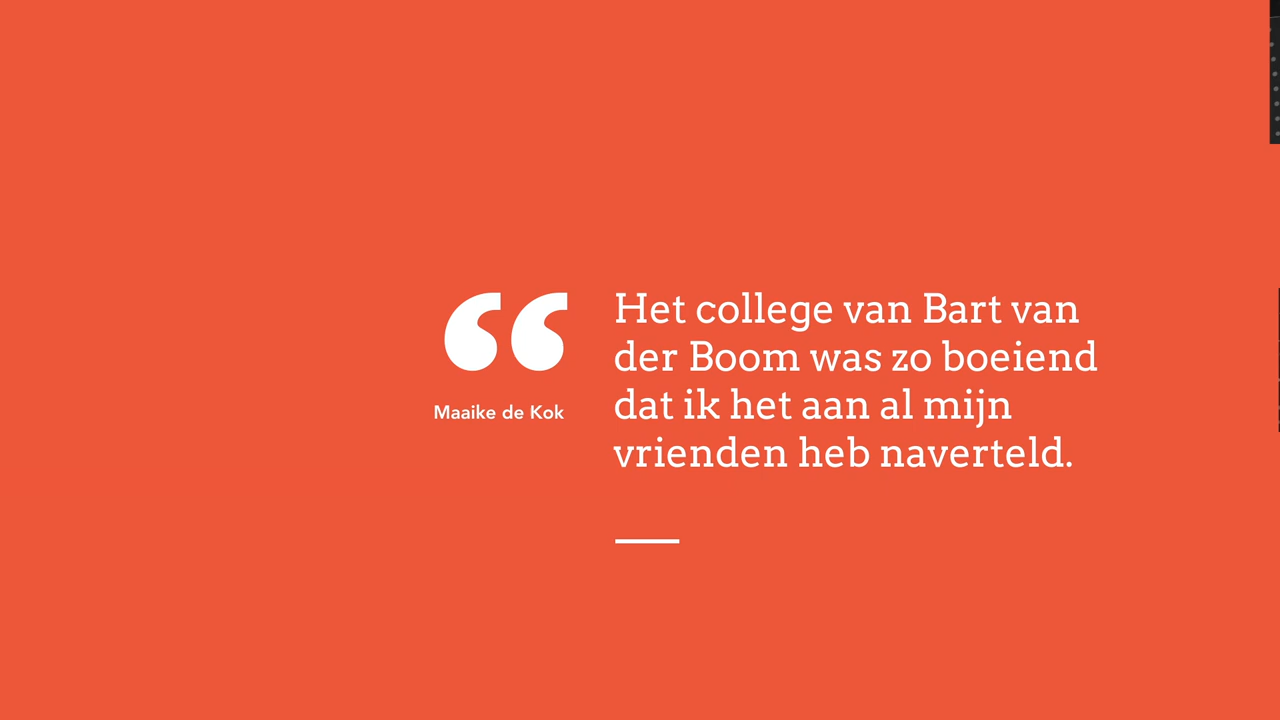 “
Maaike de Kok
Het college van Bart van
der Boom was zo boeiend
dat ik het aan al mijn
vrienden heb naverteld.